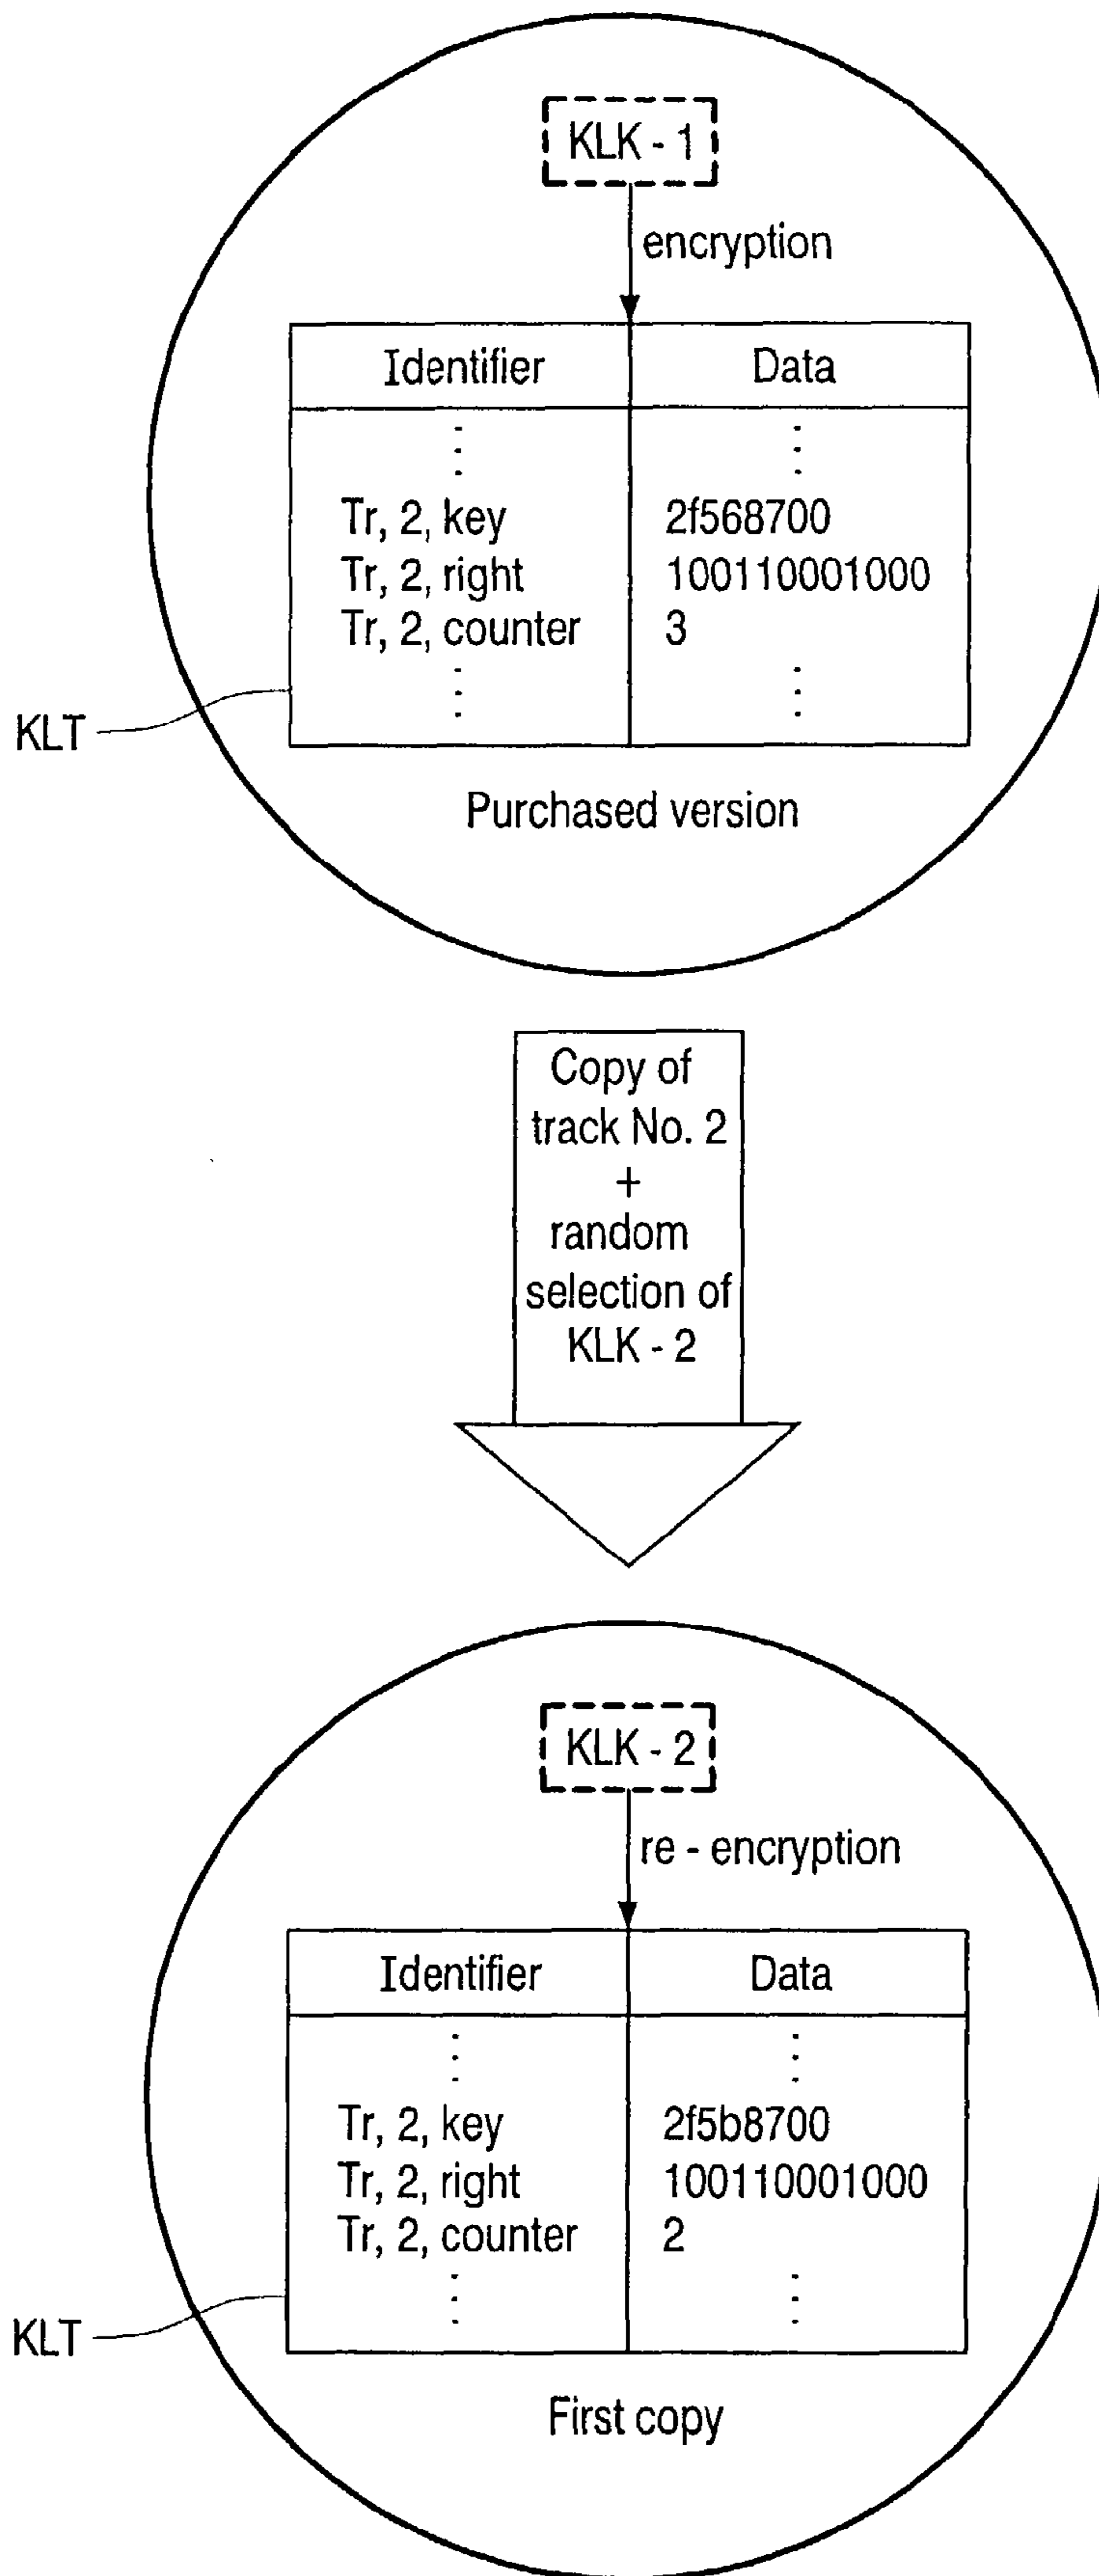 KLK - 1
encryption
Identifier Data
Tr, 2, key 2f568700
Tr, 2, right 100110001000
Tr, 2, counter 3
KLT
Purchased version
Copy of
track No. 2
+
random
selection of
KLK - 2
KLK - 2
re - encryption
Identifier Data
Tr, 2, key 2f5b8700
Tr, 2, right 100110001000
Tr, 2, counter 2
KLT
First copy